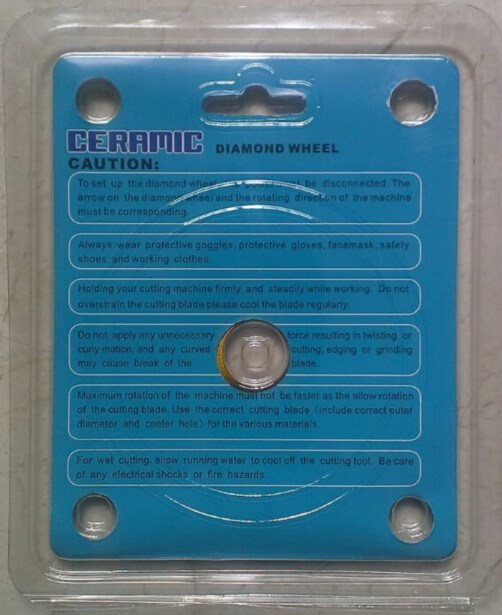 CERAMIC DIAMOND WHEEL
CAUTION:
To set up the diamond wheel, must be disconnected. The
arrow on the diamond wheel and the rotating direction of the machine
must be corresponding.
Always wear protective goggles, protective gloves, facemask, safety
shoes and working clothes.
Holding your cutting machine firmly and steadily while working. Do not
overstrain the cutting blade please cool the blade regularly.
Do not apply any unnecessary force resulting in twisting or
curly motion, and any curved, cutting, edging or grinding
may cause break of the blade.
Maximum rotation of the machine must not be faster as the allow rotation
of the cutting blade. Use the correct cutting blade (include correct outer
diameter and center hole) for the various materials.
For wet cutting, allow running water to cool off the cutting tool. Be care
of any electrical shocks or fire hazards.